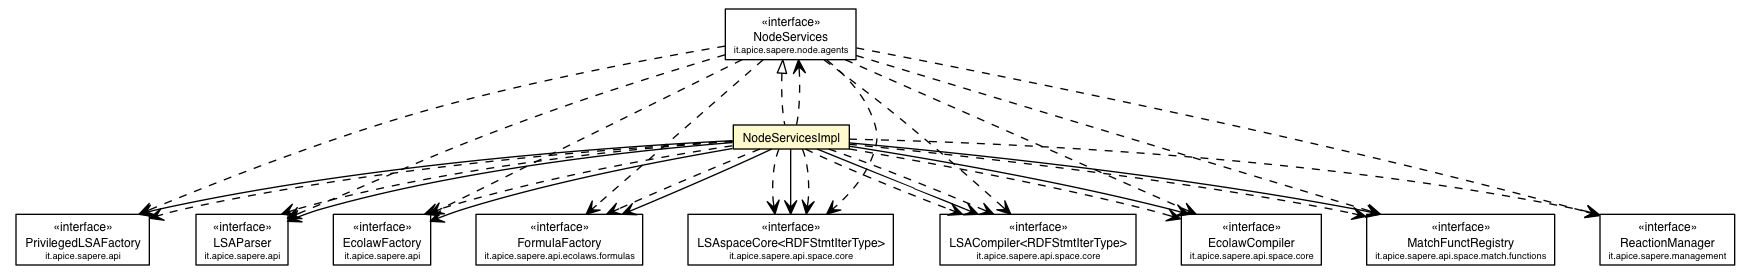 «interface»
NodeServices
it.apice.sapere.node.agents
NodeServicesImpl
«interface»
PrivilegedLSAFactory
it.apice.sapere.api
«interface»
LSAParser
it.apice.sapere.api
«interface»
EcolawFactory
it.apice.sapere.api
«interface»
FormulaFactory
it.apice.sapere.api.ecolaws.formulas
«interface»
LSAspaceCore<RDFStmtIterType>
it.apice.sapere.api.space.core
«interface»
LSACompiler<RDFStmtIterType>
it.apice.sapere.api.space.core
«interface»
EcolawCompiler
it.apice.sapere.api.space.core
«interface»
MatchFunctRegistry
it.apice.sapere.api.space.match.functions
«interface»
ReactionManager
it.apice.sapere.management